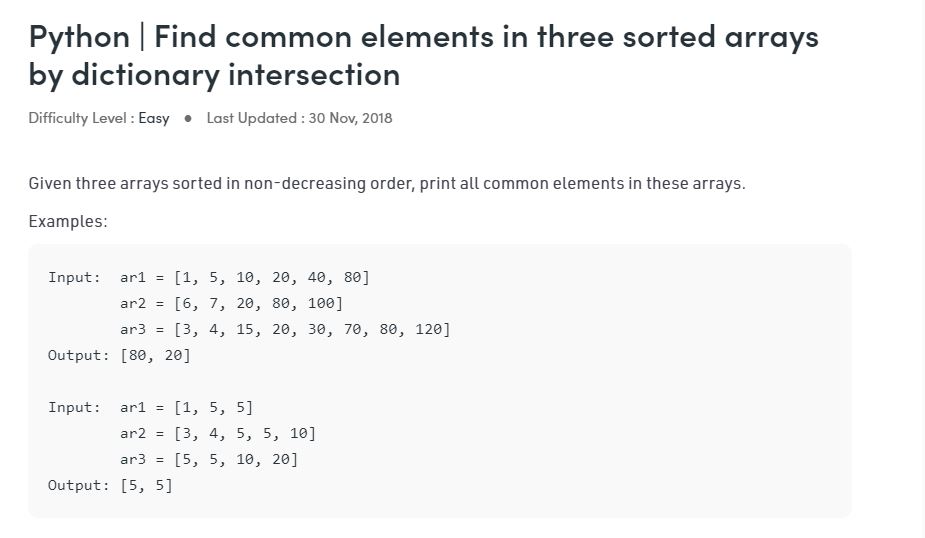 Python | Find common elements in three sorted arrays
by dictionary intersection
Difficulty Level : Easy ● Last Updated : 30 Nov, 2018
Given three arrays sorted in non-decreasing order, print all common elements in these arrays.
Examples:
Input: ar1 = [1, 5, 10, 20, 40, 80]
ar2 = [6, 7, 20, 80, 100]
ar3 = [3, 4, 15, 20, 30, 70, 80, 120]
Output: [80, 20]
Input: ar1 = [1, 5, 5]
ar2 = [3, 4, 5, 5, 10]
ar3 = [5, 5, 10, 20]
Output: [5, 5]